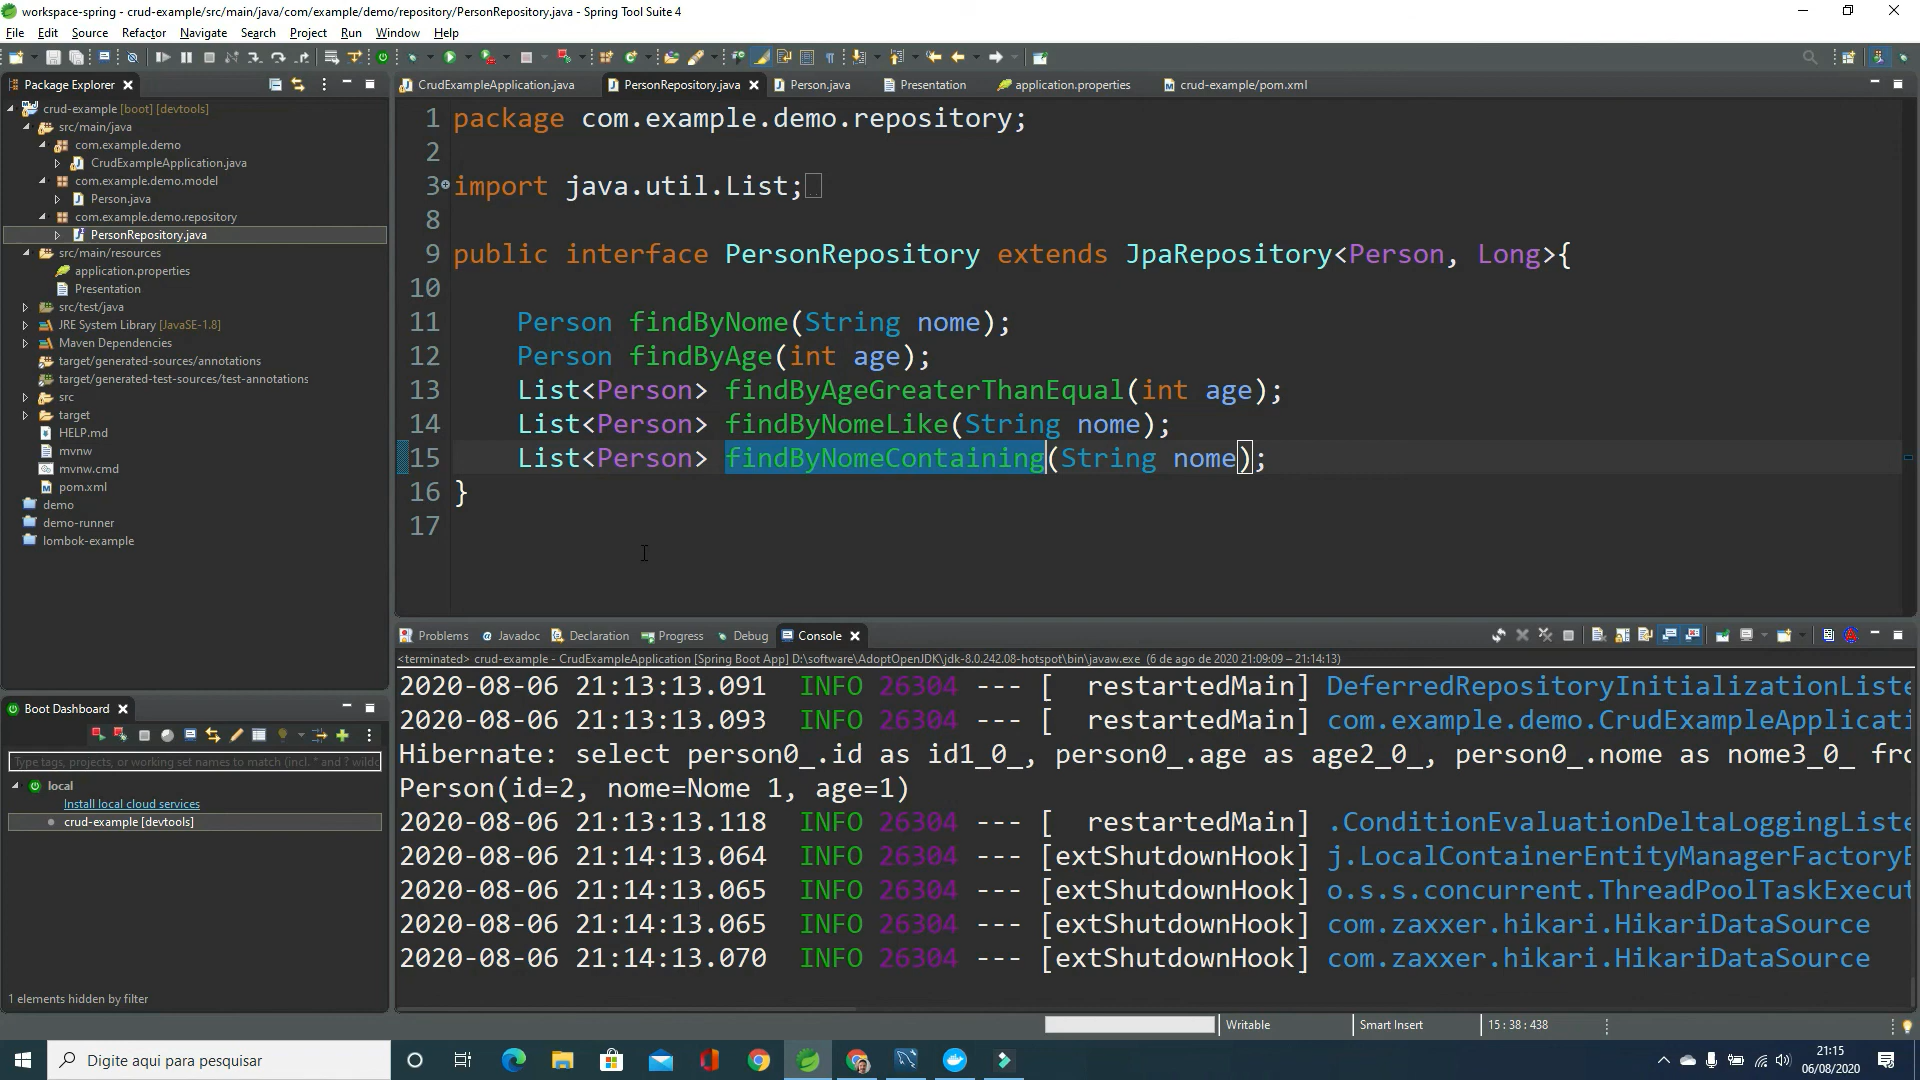 workspace-spring - crud-example/src/main/java/com/example/demo/repository/PersonRepository.java - Spring Tool Suite 4
File Edit Source Refactor Navigate Search Project Run Window Help
Package Explorer
crud-example [boot] [devtools]
src/main/java
com.example.demo
CrudExampleApplication.java
com.example.demo.model
Person.java
com.example.demo.repository
PersonRepository.java
src/main/resources
application.properties
Presentation
src/test/java
JRE System Library [JavaSE-1.8]
Maven Dependencies
target/generated-sources/annotations
target/generated-test-sources/test-annotations
src
target
HELP.md
mvnw
mvnw.cmd
pom.xml
demo
demo-runner
lombok-example
CrudExampleApplication.java PersonRepository.java Person.java Presentation application.properties crud-example/pom.xml
1 package com.example.demo.repository;
2
3 import java.util.List;
8
9 public interface PersonRepository extends JpaRepository<Person, Long>{
10
11 Person findByNome(String nome);
12 Person findByAge(int age);
13 List<Person> findByAgeGreaterThanEqual(int age);
14 List<Person> findByNomeLike(String nome);
15 List<Person> findByNomeContaining(String nome);
16 }
17
Boot Dashboard
Type tags, projects, or working set names to match (incl. * and ? wildc
local
Install local cloud services
crud-example [devtools]
1 elements hidden by filter
Problems Javadoc Declaration Progress Debug Console
<terminated> crud-example - CrudExampleApplication [Spring Boot App] D:\software\AdoptOpenJDK\jdk-8.0.242.08-hotspot\bin\javaw.exe (6 de ago de 2020 21:09:09 – 21:14:13)
2020-08-06 21:13:13.091 INFO 26304 --- [ restartedMain] DeferredRepositoryInitializationListe
2020-08-06 21:13:13.093 INFO 26304 --- [ restartedMain] com.example.demo.CrudExampleApplicati
Hibernate: select person0_.id as id1_0_, person0_.age as age2_0_, person0_.nome as nome3_0_ fro
Person(id=2, nome=Nome 1, age=1)
2020-08-06 21:13:13.118 INFO 26304 --- [ restartedMain] .ConditionEvaluationDeltaLoggingListe
2020-08-06 21:14:13.064 INFO 26304 --- [extShutdownHook] j.LocalContainerEntityManagerFactoryB
2020-08-06 21:14:13.065 INFO 26304 --- [extShutdownHook] o.s.s.concurrent.ThreadPoolTaskExecut
2020-08-06 21:14:13.065 INFO 26304 --- [extShutdownHook] com.zaxxer.hikari.HikariDataSource
2020-08-06 21:14:13.070 INFO 26304 --- [extShutdownHook] com.zaxxer.hikari.HikariDataSource
Writable Smart Insert 15 : 38 : 438
Digite aqui para pesquisar
21:15
06/08/2020